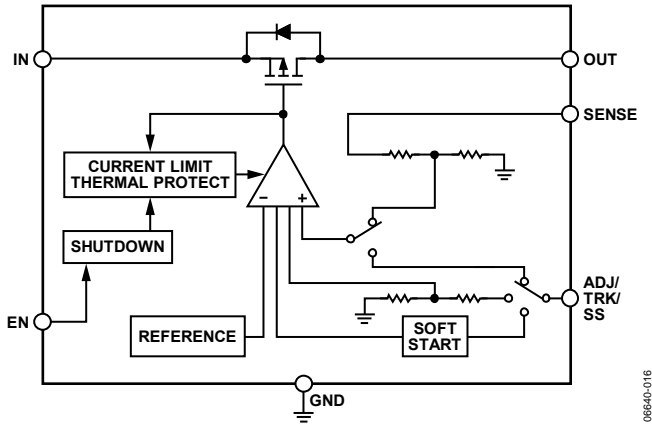 IN
OUT
SENSE
CURRENT LIMIT
THERMAL PROTECT
–
+
SHUTDOWN
ADJ/
TRK/
SS
EN
REFERENCE
SOFT
START
GND
06640-016